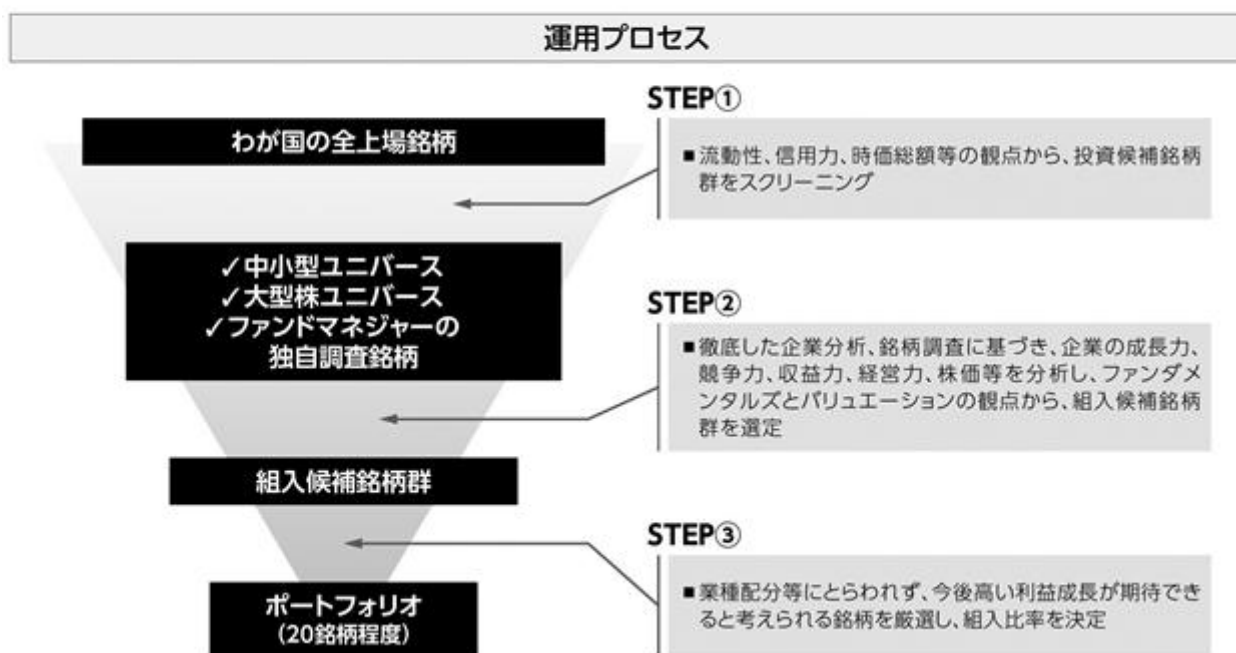 運用プロセス
STEP①
わが国の全上場銘柄
■流動性、信用力、時価総額等の観点から、投資候補銘柄
群をスクリーニング
✓中小型ユニバース
✓大型株ユニバース
✓ファンドマネジャーの
独自調査銘柄
STEP②
■徹底した企業分析、銘柄調査に基づき、企業の成長力、
競争力、収益力、経営力、株価等を分析し、ファンダメ
ンタルズとバリュエーションの観点から、組入候補銘柄
群を選定
組入候補銘柄群
STEP③
■業種配分等にとらわれず、今後高い利益成長が期待でき
ると考えられる銘柄を厳選し、組入比率を決定
ポートフォリオ
(20銘柄程度)